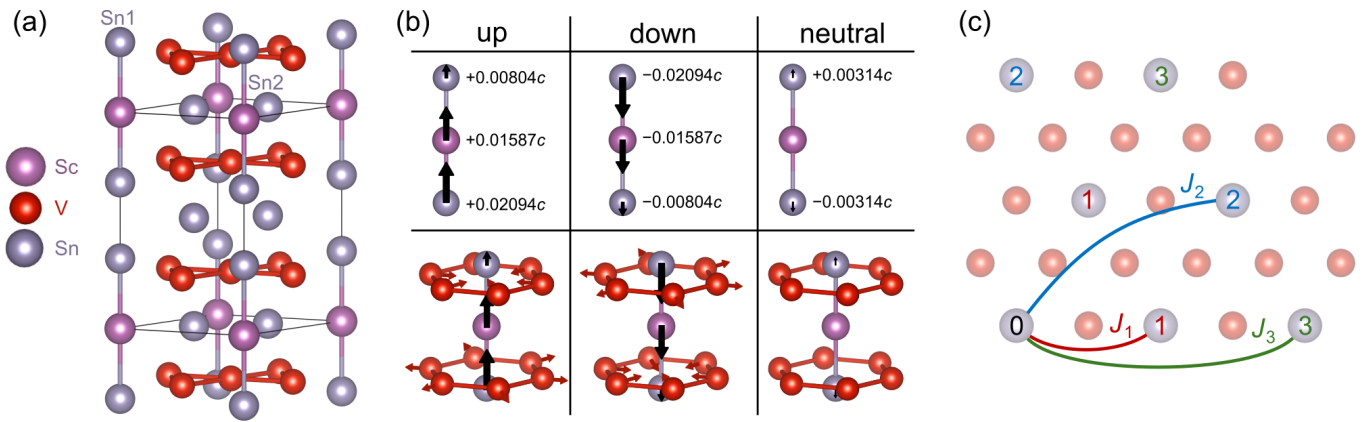 (a)
Sn1
Sn2
Sc
V
Sn
(b)
up
down
neutral
+0.00804c
−0.02094c
+0.00314c
+0.01587c
−0.01587c
+0.02094c
−0.00804c
−0.00314c
(c)
2
3
1
J2
2
0
J1
1
J3
3